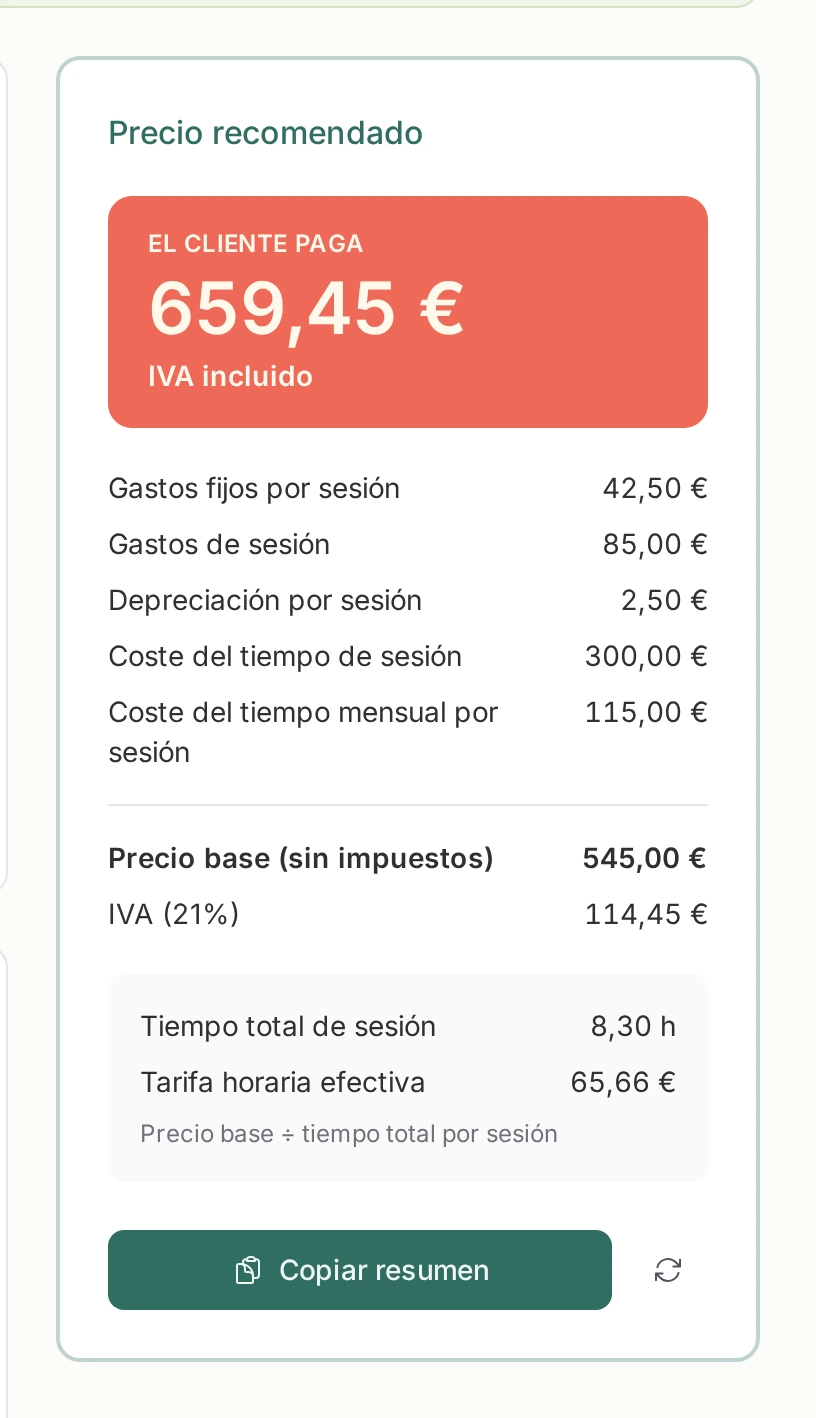 Precio recomendado
EL CLIENTE PAGA
659,45 €
IVA incluido
Gastos fijos por sesión 42,50 €
Gastos de sesión 85,00 €
Depreciación por sesión 2,50 €
Coste del tiempo de sesión 300,00 €
Coste del tiempo mensual por 115,00 €
sesión
Precio base (sin impuestos) 545,00 €
IVA (21%) 114,45 €
Tiempo total de sesión 8,30 h
Tarifa horaria efectiva 65,66 €
Precio base ÷ tiempo total por sesión
Copiar resumen